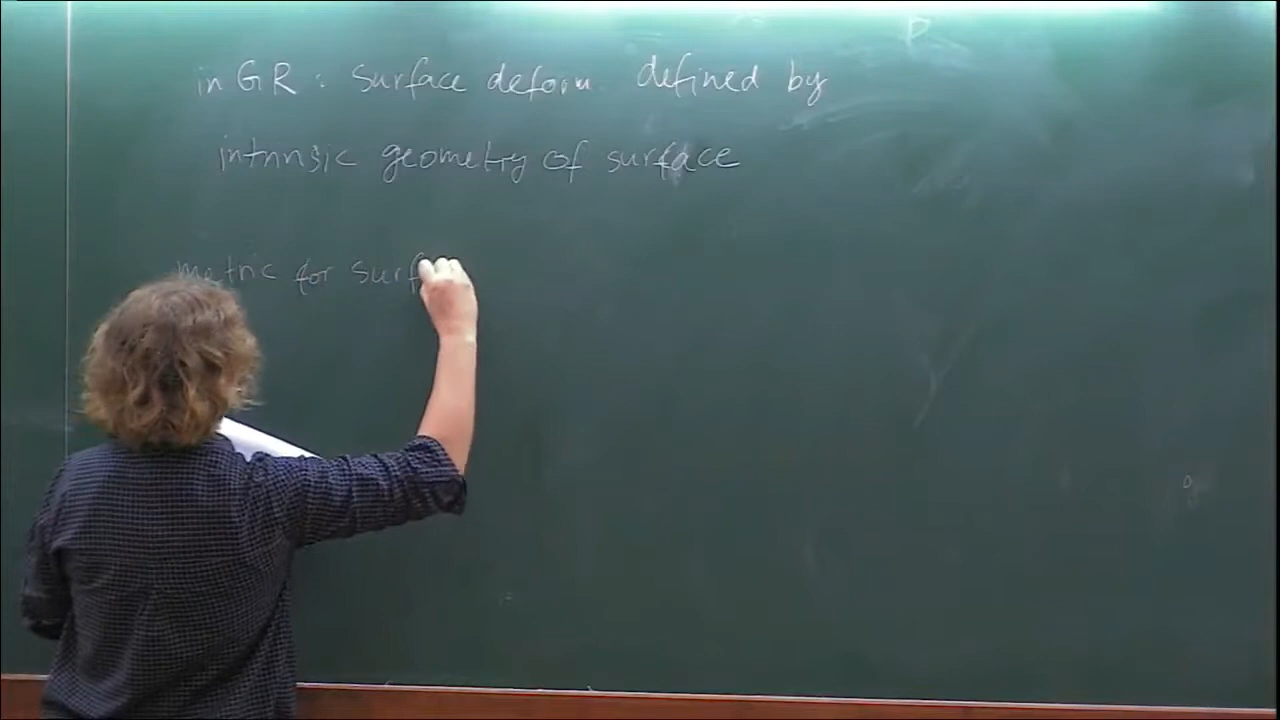 in GR : surface deform. defined by
intrinsic geometry of surface
metric for surf